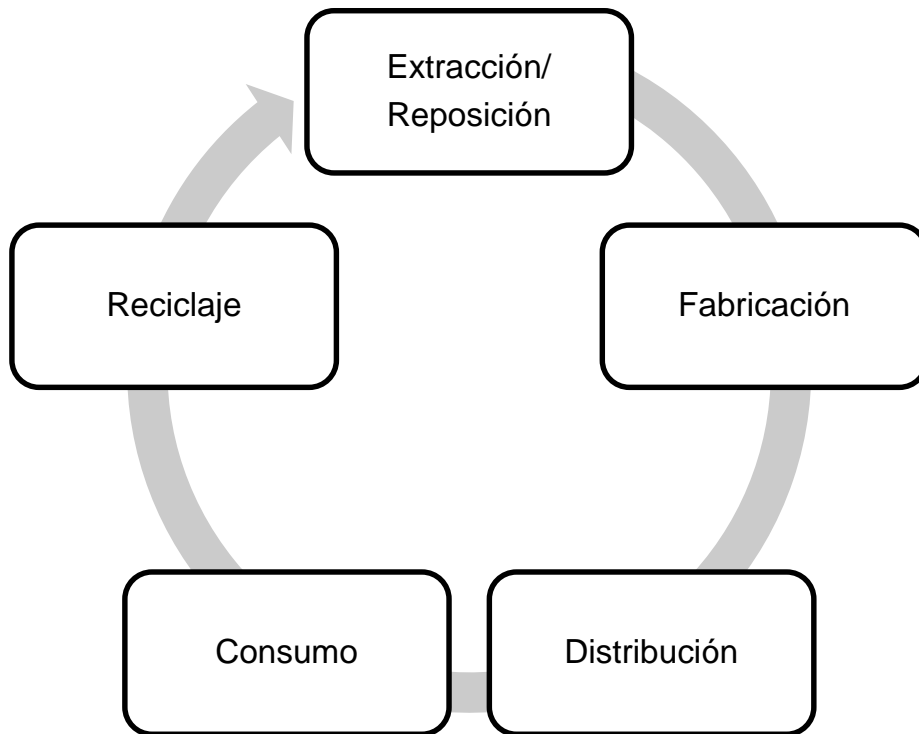 Extracción/
Reposición
Fabricación
Distribución
Consumo
Reciclaje